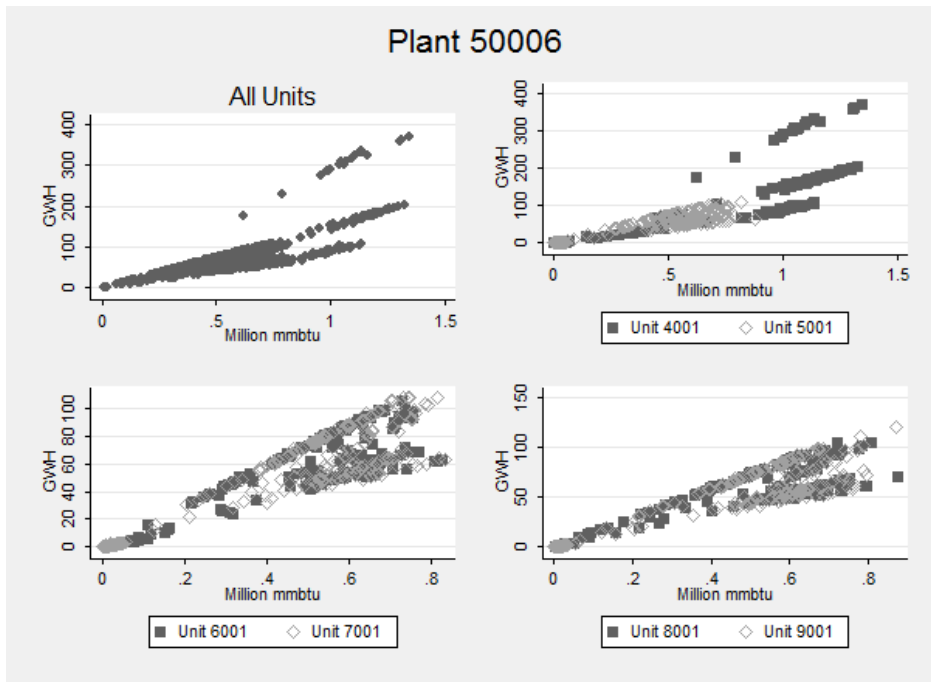 Plant 50006
All Units
GWH
0 100 200 300 400
0 .5 1 1.5
Million mmbtu
GWH
0 100 200 300 400
0 .5 1 1.5
Million mmbtu
Unit 4001 Unit 5001
GWH
0 20 40 60 80 100
0 .2 .4 .6 .8
Million mmbtu
Unit 6001 Unit 7001
GWH
0 50 100 150
0 .2 .4 .6 .8
Million mmbtu
Unit 8001 Unit 9001